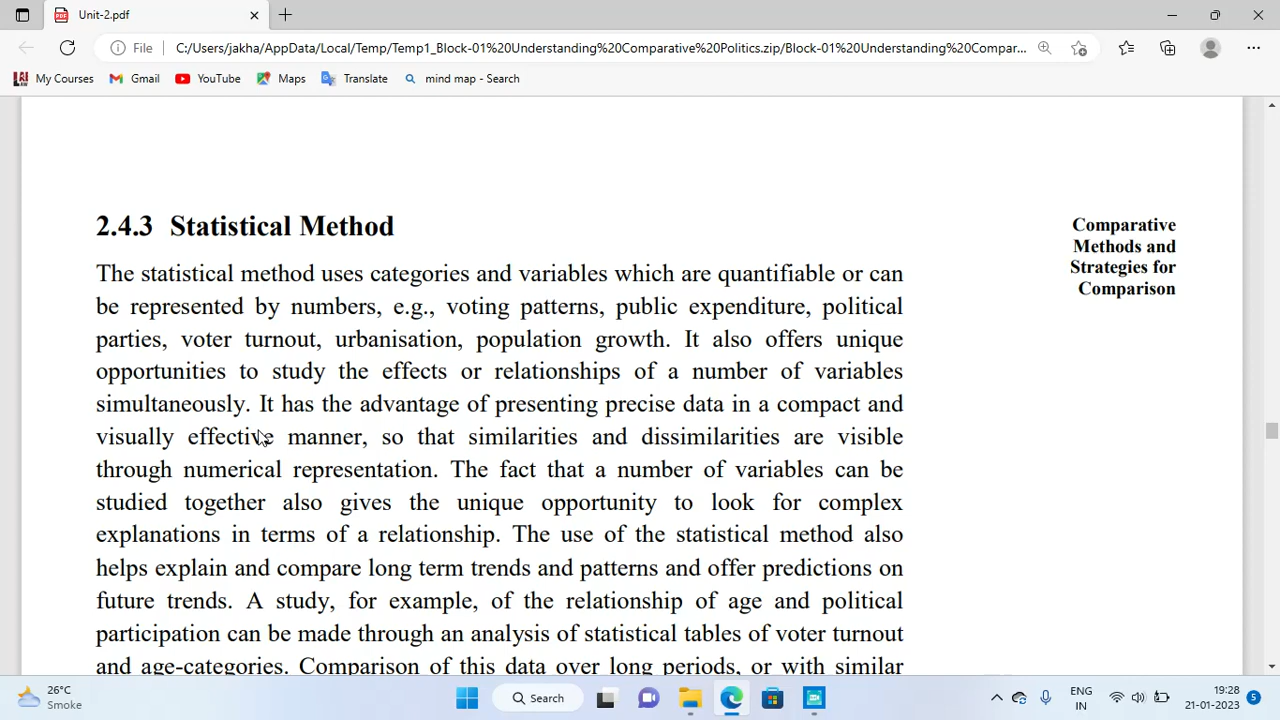 Unit-2.pdf
File
C:/Users/jakha/AppData/Local/Temp/Temp1_Block-01%20Understanding%20Comparative%20Politics.zip/Block-01%20Understanding%20Compar...
My Courses
Gmail
YouTube
Maps
Translate
mind map - Search
2.4.3 Statistical Method
The statistical method uses categories and variables which are quantifiable or can
be represented by numbers, e.g., voting patterns, public expenditure, political
parties, voter turnout, urbanisation, population growth. It also offers unique
opportunities to study the effects or relationships of a number of variables
simultaneously. It has the advantage of presenting precise data in a compact and
visually effective manner, so that similarities and dissimilarities are visible
through numerical representation. The fact that a number of variables can be
studied together also gives the unique opportunity to look for complex
explanations in terms of a relationship. The use of the statistical method also
helps explain and compare long term trends and patterns and offer predictions on
future trends. A study, for example, of the relationship of age and political
participation can be made through an analysis of statistical tables of voter turnout
and age-categories. Comparison of this data over long periods, or with similar
Comparative
Methods and
Strategies for
Comparison
26°C
Smoke
Search
ENG
IN
19:28
21-01-2023
5